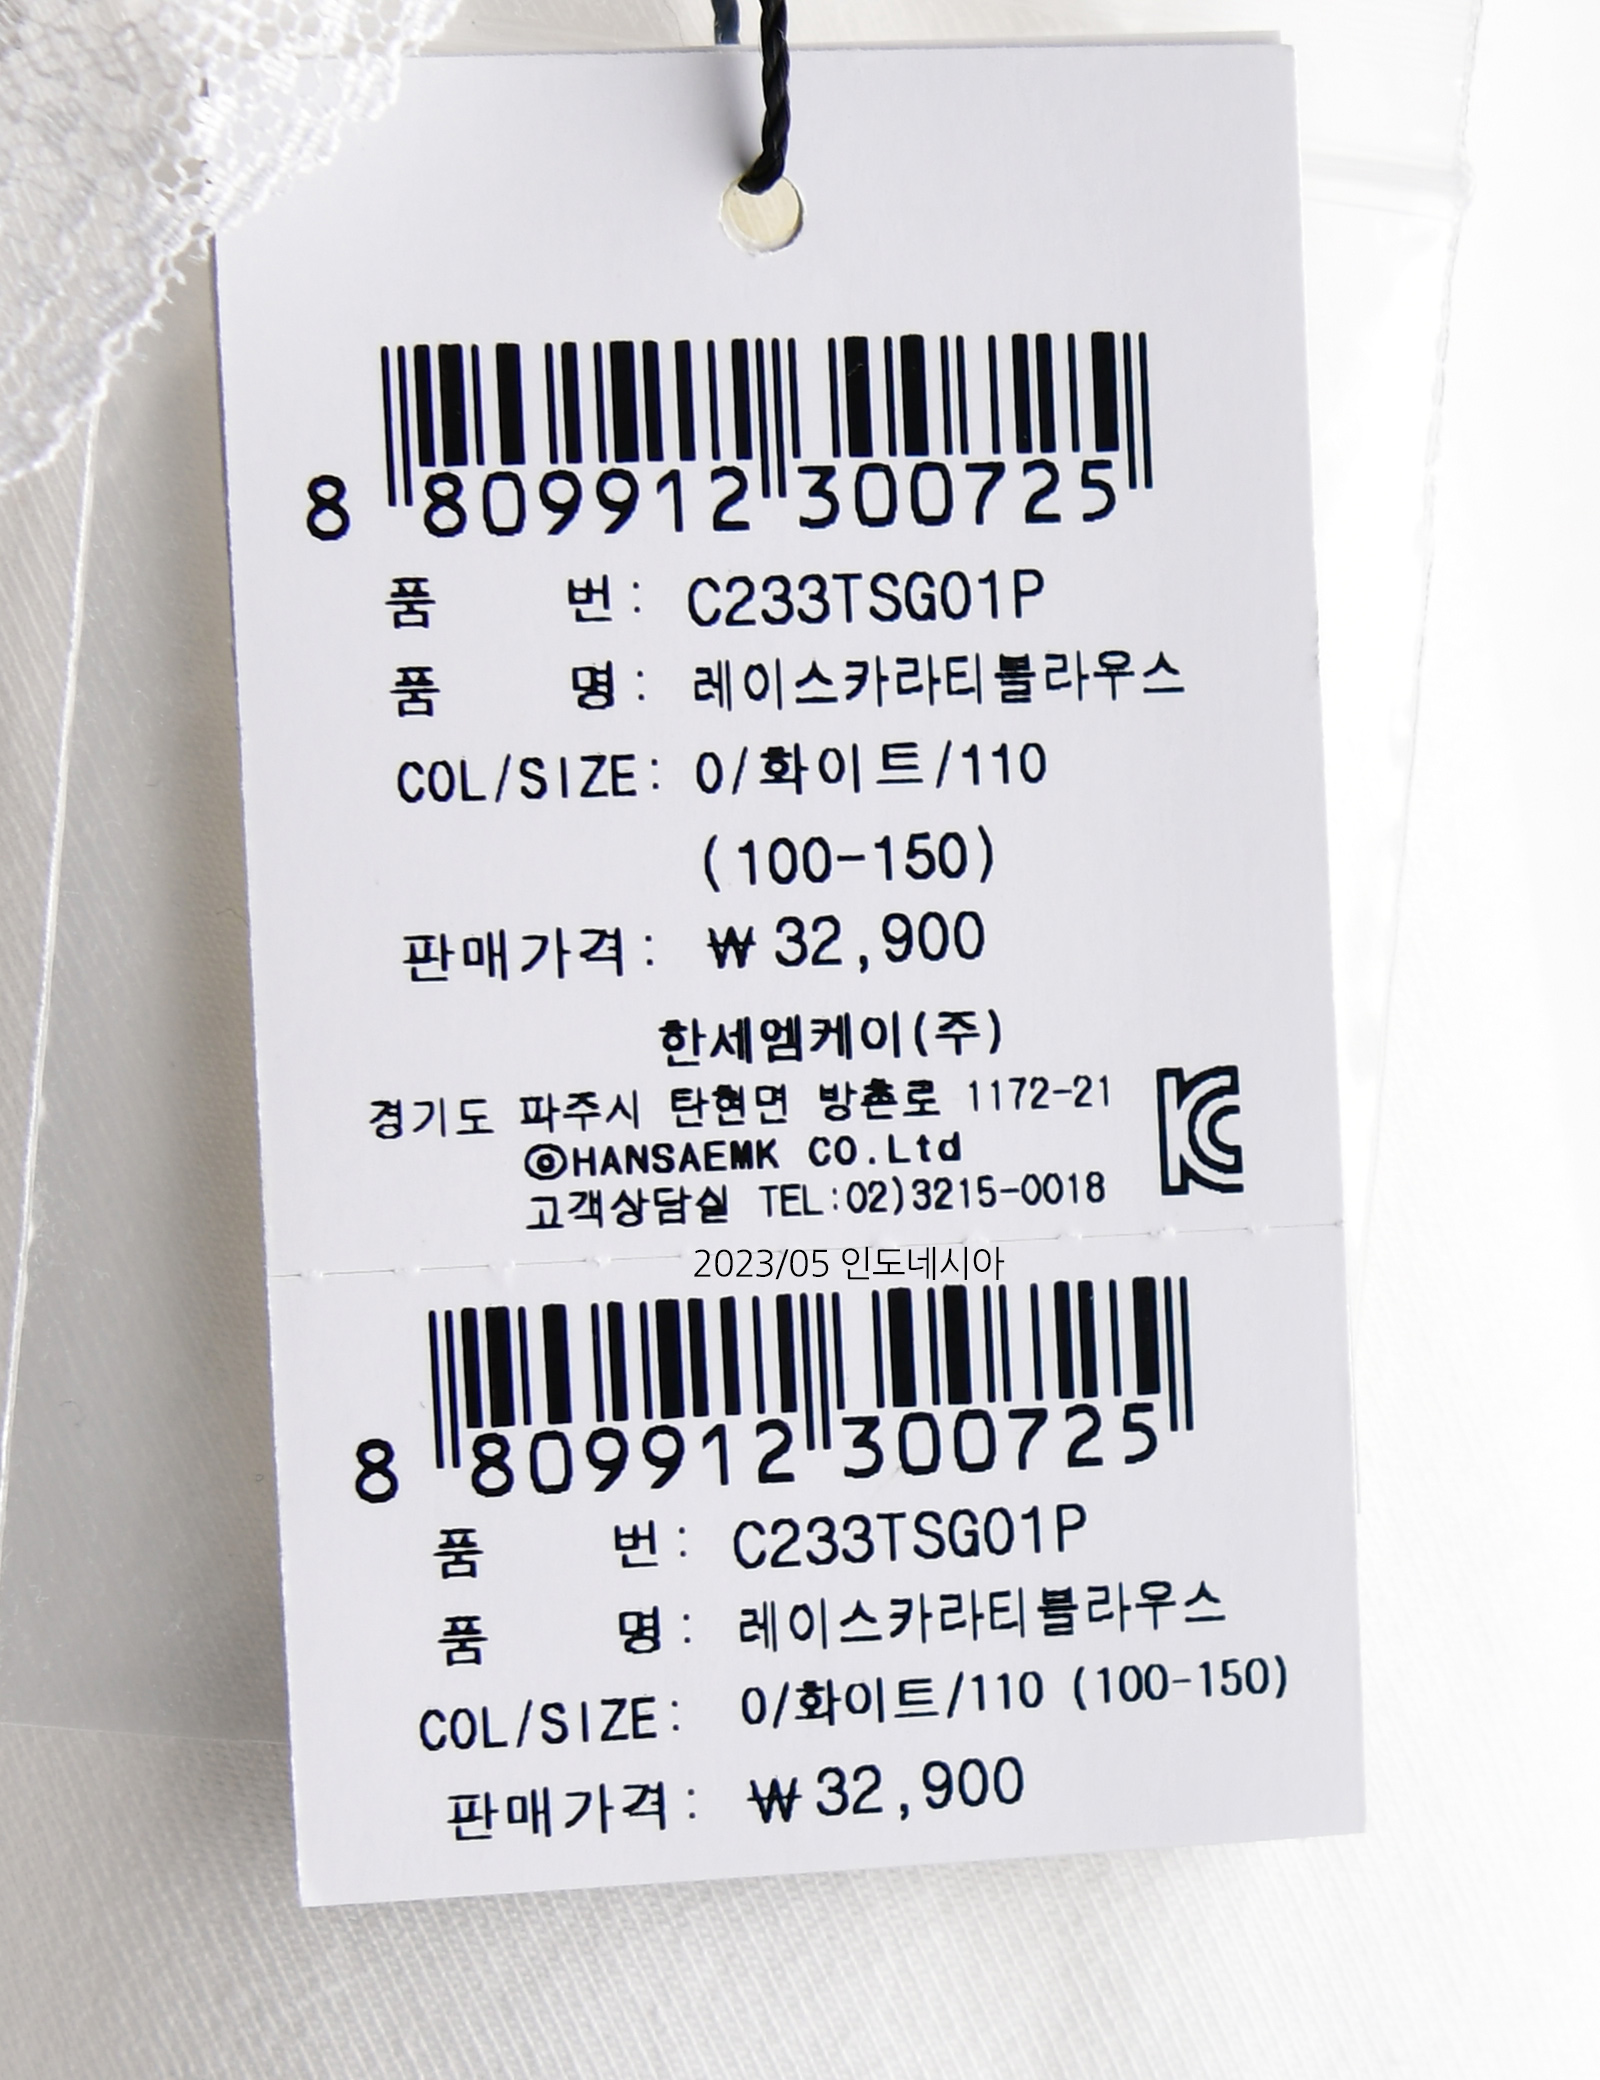 8 809912 300725
품 번: C233TSG01P
품 명: 레이스카라티블라우스
COL/SIZE: 0/화이트/110
(100-150)
판매가격: ₩32,900
한세엠케이(주)
경기도 파주시 탄현면 방촌로 1172-21
©HANSAEMK CO.Ltd
고객상담실 TEL:02)3215-0018
2023/05 인도네시아
8 809912 300725
품 번: C233TSG01P
품 명: 레이스카라티블라우스
COL/SIZE: 0/화이트/110 (100-150)
판매가격: ₩32,900